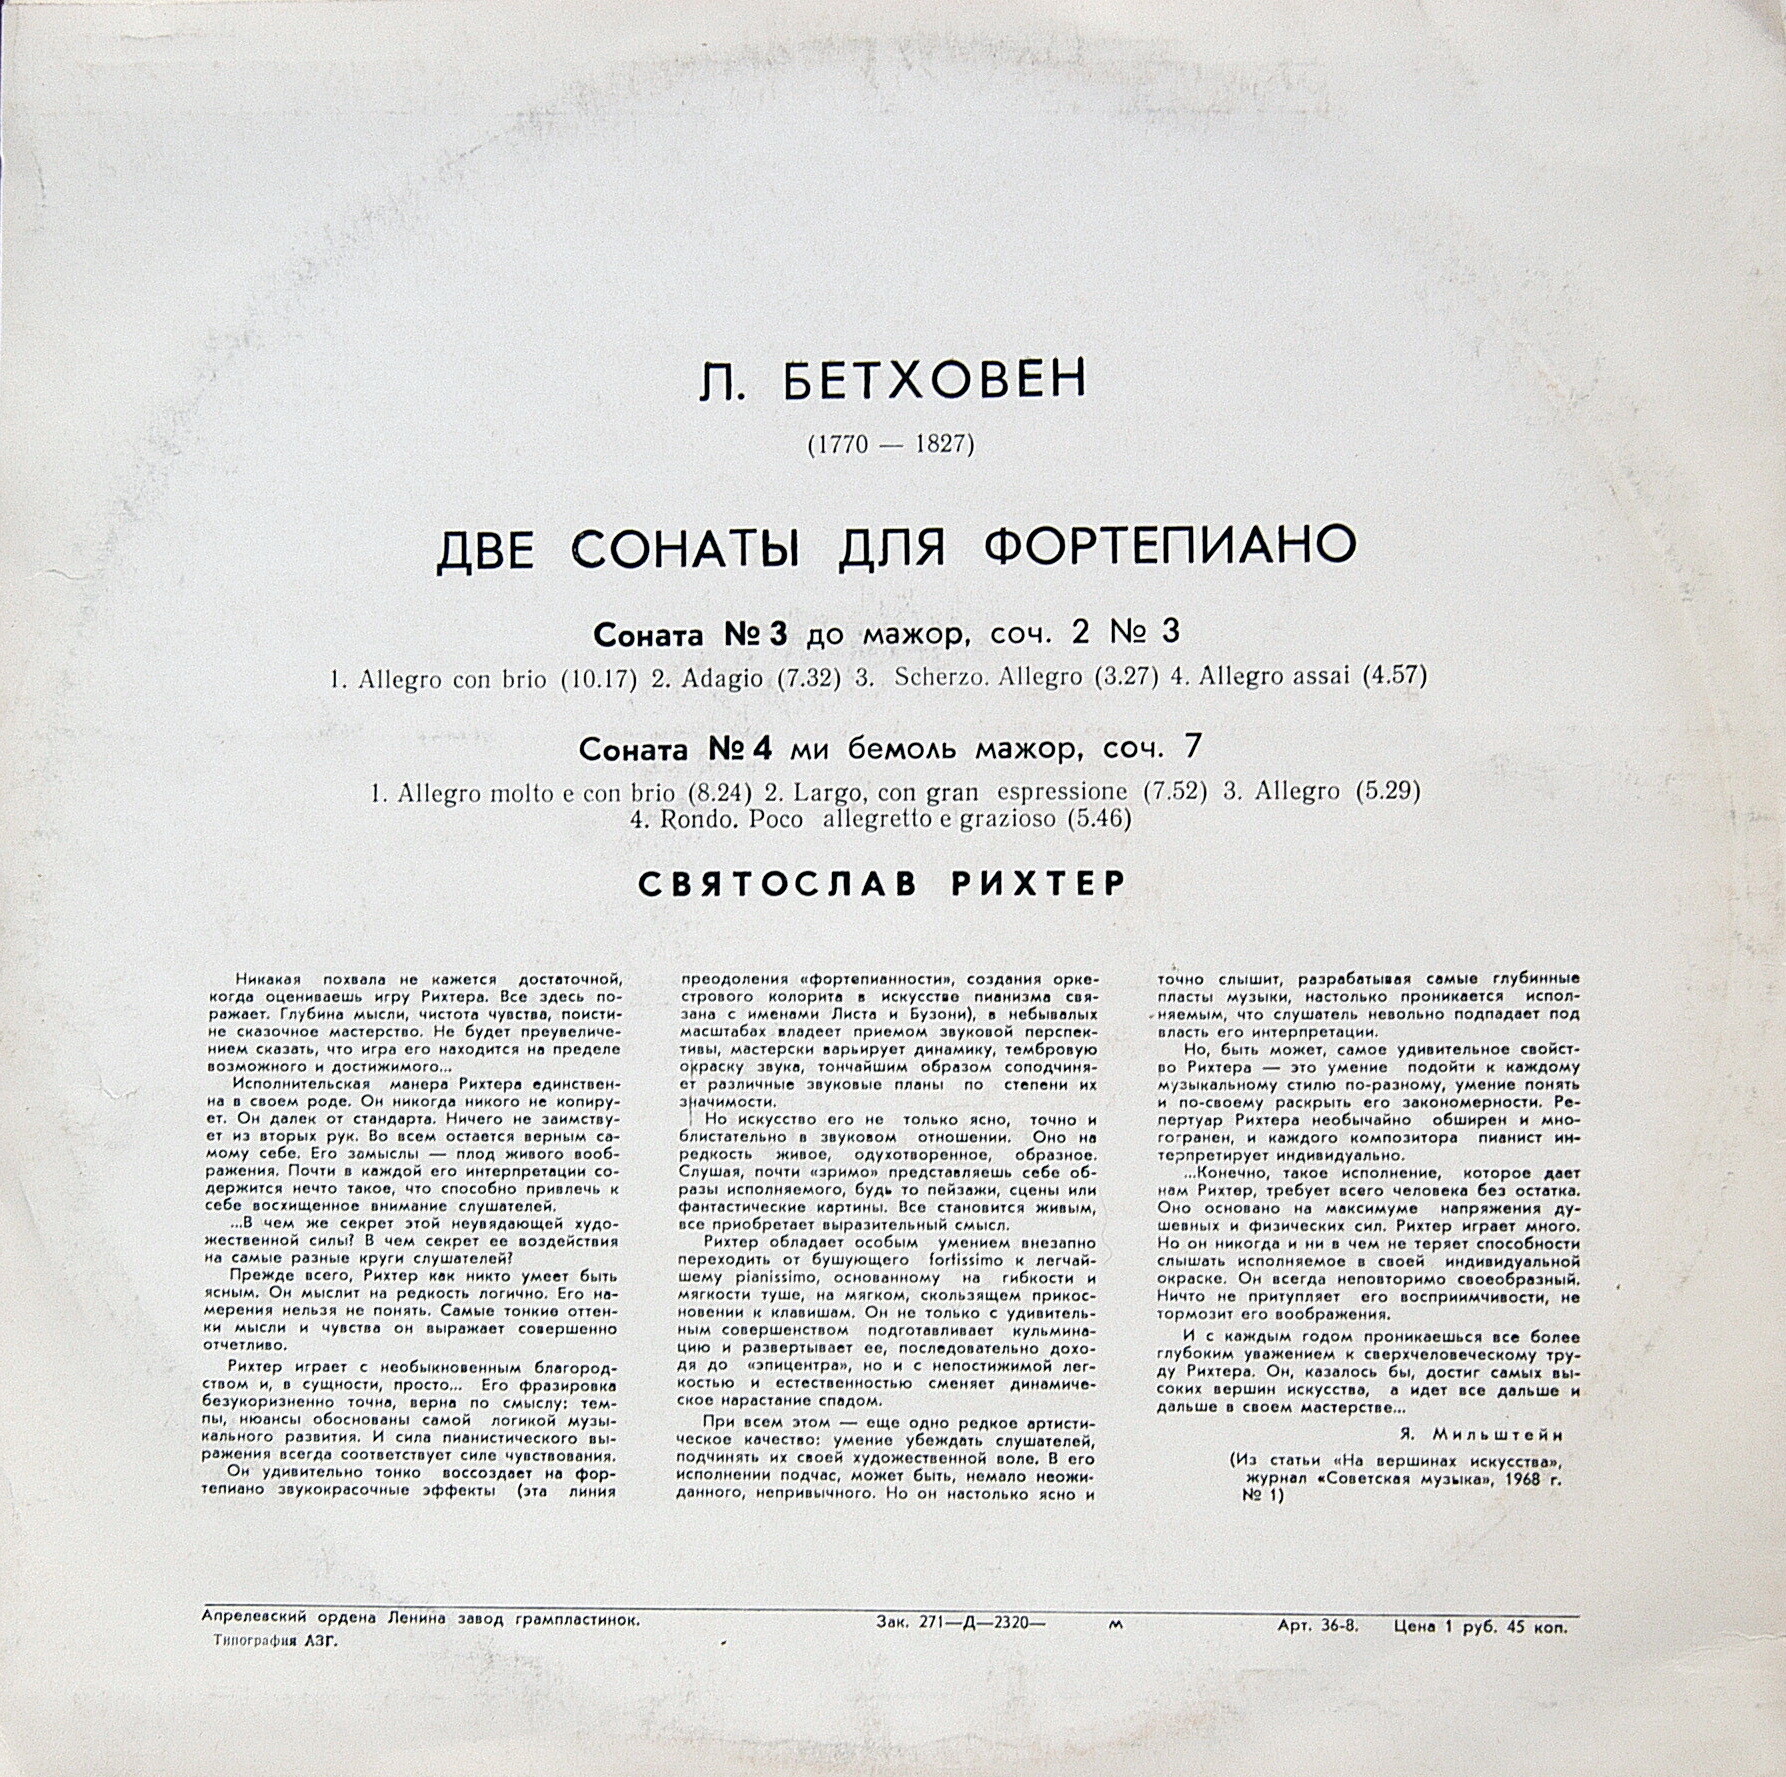 Л. БЕТХОВЕН
(1770 — 1827)
ДВЕ СОНАТЫ ДЛЯ ФОРТЕПИАНО
Соната № 3 до мажор, соч. 2 № 3
1. Allegro con brio (10.17) 2. Adagio (7.32) 3. Scherzo. Allegro (3.27) 4. Allegro assai (4.57)
Соната № 4 ми бемоль мажор, соч. 7
1. Allegro molto e con brio (8.24) 2. Largo, con gran espressione (7.52) 3. Allegro (5.29)
4. Rondo. Poco allegretto e grazioso (5.46)
СВЯТОСЛАВ РИХТЕР
Никакая похвала не кажется достаточной,
когда оцениваешь игру Рихтера. Все здесь по-
ражает. Глубина мысли, чистота чувства, поисти-
не сказочное мастерство. Не будет преувеличе-
нием сказать, что игра его находится на пределе
возможного и достижимого...
Исполнительская манера Рихтера единствен-
на в своем роде. Он никогда никого не копиру-
ет. Он далек от стандарта. Ничего не заимству-
ет из вторых рук. Во всем остается верным са-
мому себе. Его замыслы — плод живого вооб-
ражения. Почти в каждой его интерпретации со-
держится нечто такое, что способно привлечь к
себе восхищенное внимание слушателей.
...В чем же секрет этой неувядающей худо-
жественной силы? В чем секрет ее воздействия
на самые разные круги слушателей?
Прежде всего, Рихтер как никто умеет быть
ясным. Он мыслит на редкость логично. Его на-
мерения нельзя не понять. Самые тонкие оттен-
ки мысли и чувства он выражает совершенно
отчетливо.
Рихтер играет с необыкновенным благород-
ством и, в сущности, просто... Его фразировка
безукоризненно точна, верна по смыслу: тем-
пы, нюансы обоснованы самой логикой музы-
кального развития. И сила пианистического вы-
ражения всегда соответствует силе чувствования.
Он удивительно тонко воссоздает на фор-
тепиано звукокрасочные эффекты (эта линия
преодоления «фортепианности», создания орке-
стрового колорита в искусстве пианизма свя-
зана с именами Листа и Бузони), в небывалых
масштабах владеет приемом звуковой перспек-
тивы, мастерски варьирует динамику, тембровую
окраску звука, тончайшим образом соподчиня-
ет различные звуковые планы по степени их
значимости.
Но искусство его не только ясно, точно и
блистательно в звуковом отношении. Оно на
редкость живое, одухотворенное, образное.
Слушая, почти «зримо» представляешь себе об-
разы исполняемого, будь то пейзажи, сцены или
фантастические картины. Все становится живым,
все приобретает выразительный смысл.
Рихтер обладает особым умением внезапно
переходить от бушующего fortissimo к легчай-
шему pianissimo, основанному на гибкости и
мягкости туше, на мягком, скользящем прикос-
новении к клавишам. Он не только с удивитель-
ным совершенством подготавливает кульмина-
цию и развертывает ее, последовательно дохо-
дя до «эпицентра», но и с непостижимой лег-
костью и естественностью сменяет динамиче-
ское нарастание спадом.
При всем этом — еще одно редкое артисти-
ческое качество: умение убеждать слушателей,
подчинять их своей художественной воле. В его
исполнении подчас, может быть, немало неожи-
данного, непривычного. Но он настолько ясно и
точно слышит, разрабатывая самые глубинные
пласты музыки, настолько проникается испол-
няемым, что слушатель невольно подпадает под
власть его интерпретации.
Но, быть может, самое удивительное свойст-
во Рихтера — это умение подойти к каждому
музыкальному стилю по-разному, умение понять
и по-своему раскрыть его закономерности. Ре-
пертуар Рихтера необычайно обширен и мно-
гогранен, и каждого композитора пианист ин-
терпретирует индивидуально.
...Конечно, такое исполнение, которое дает
нам Рихтер, требует всего человека без остатка.
Оно основано на максимуме напряжения ду-
шевных и физических сил. Рихтер играет много.
Но он никогда и ни в чем не теряет способности
слышать исполняемое в своей индивидуальной
окраске. Он всегда неповторимо своеобразный.
Ничто не притупляет его восприимчивости, не
тормозит его воображения.
И с каждым годом проникаешься все более
глубоким уважением к сверхчеловеческому тру-
ду Рихтера. Он, казалось бы, достиг самых вы-
соких вершин искусства, а идет все дальше и
дальше в своем мастерстве...
Я. Мильштейн
(Из статьи «На вершинах искусства»,
журнал «Советская музыка», 1968 г.
№ 1)
Апрелевский ордена Ленина завод грампластинок. Зак. 271—Д—2320— м Арт. 36-8. Цена 1 руб. 45 коп.
Типография АЗГ.